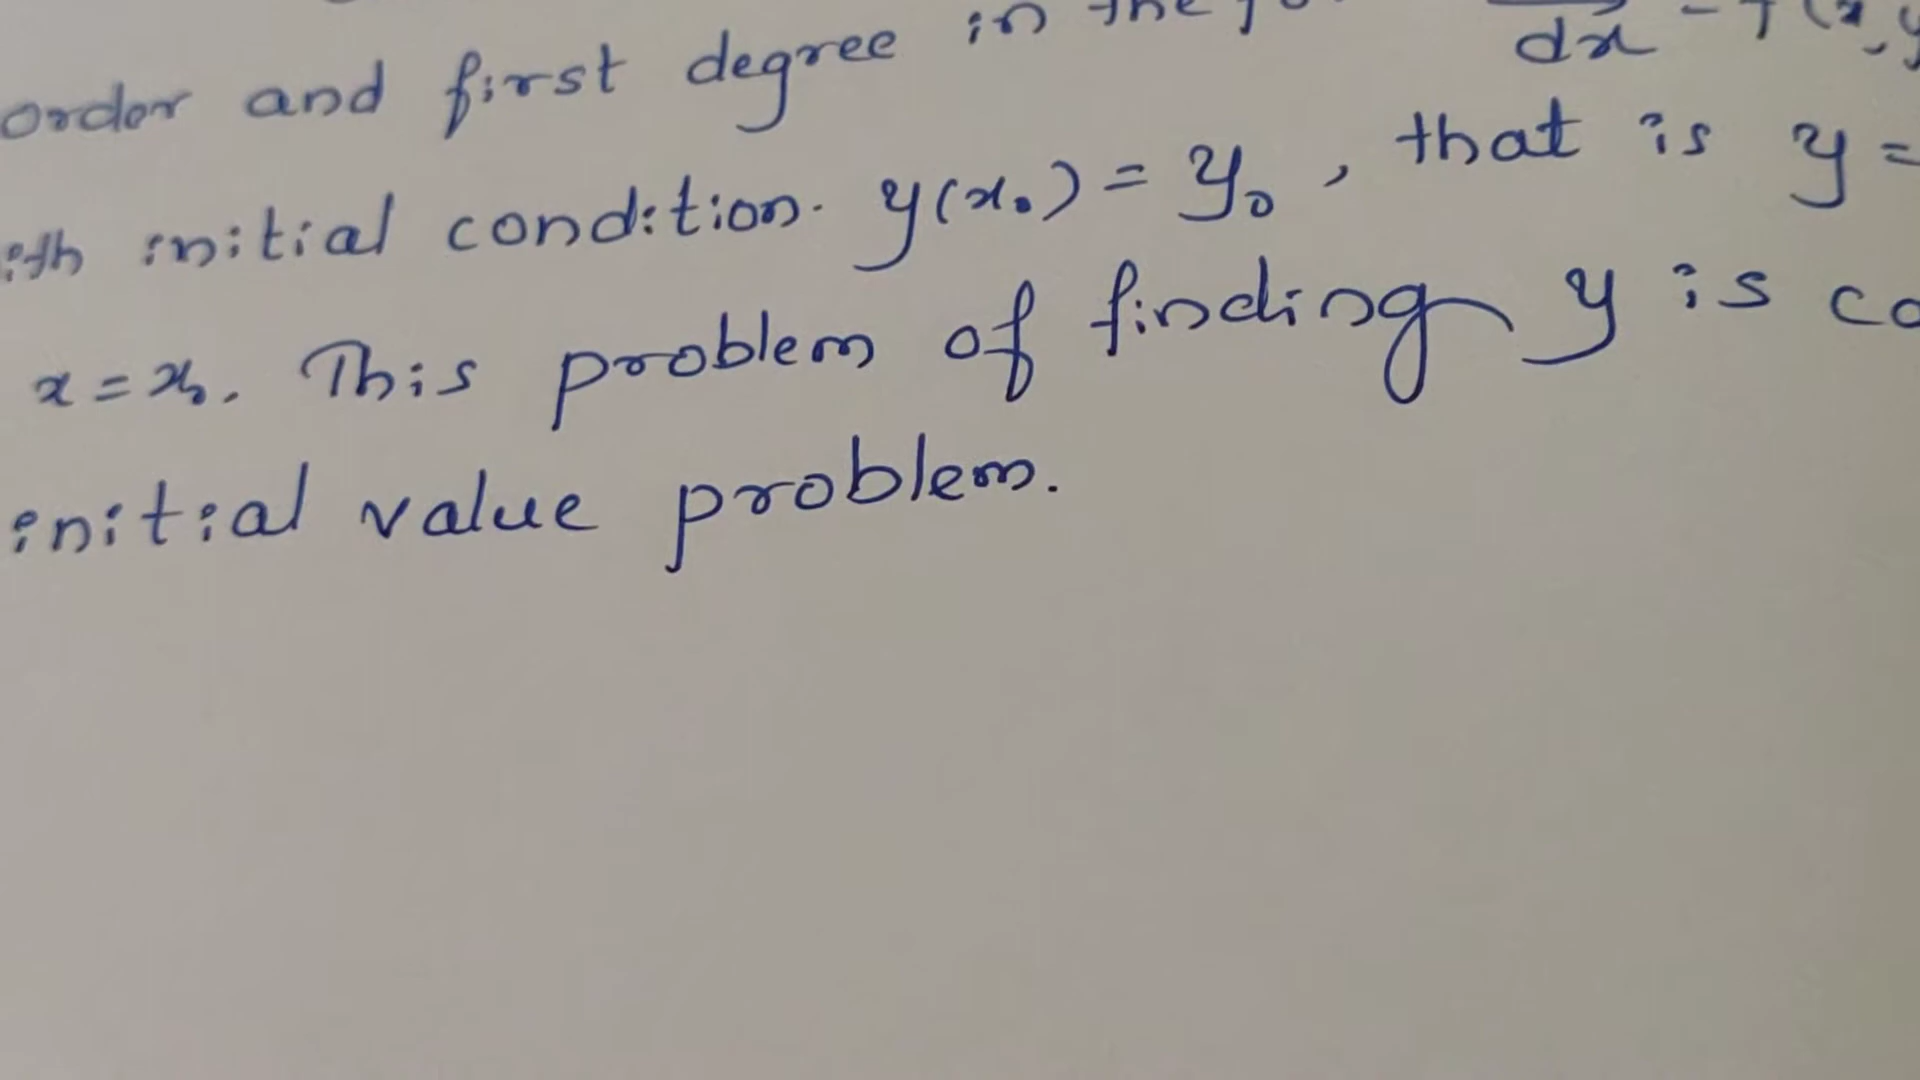 order and first degree in the
dx = f(x,y
ith initial condition. y(x₀) = y₀, that is y =
x = x₀. This problem of finding y is
initial value problem.